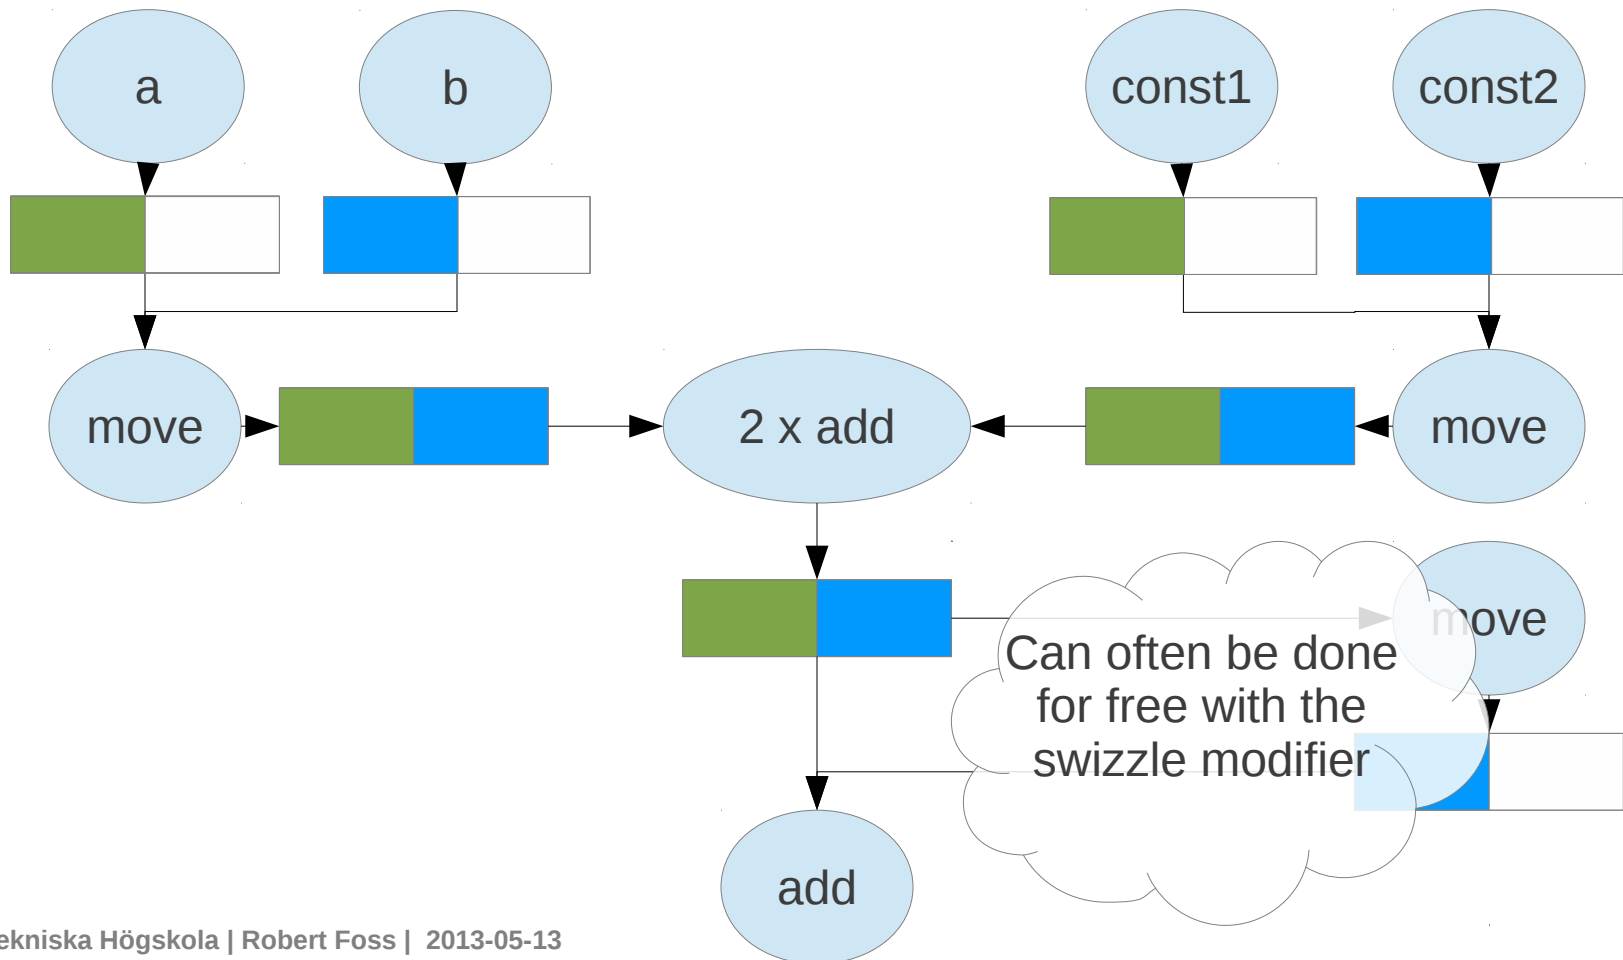 a
b
const1
const2
move
2 x add
move
move
Can often be done
for free with the
swizzle modifier
add
ekniska Högskola | Robert Foss | 2013-05-13